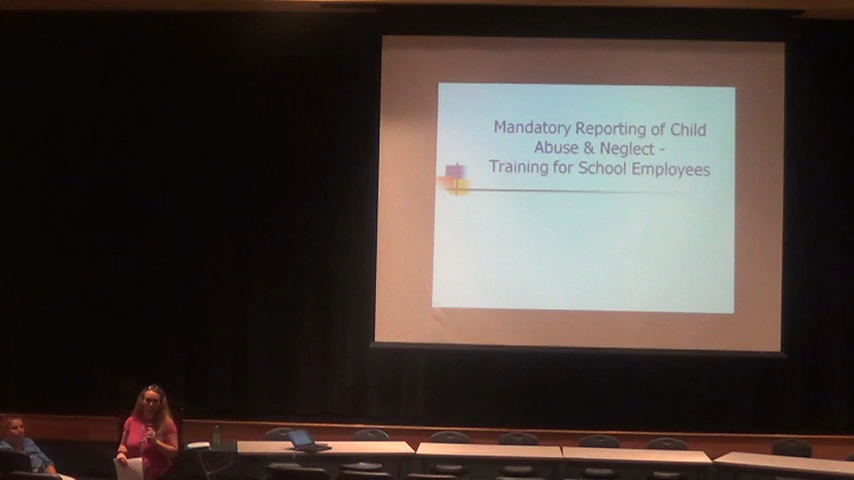 Mandatory Reporting of Child
Abuse & Neglect -
Training for School Employees